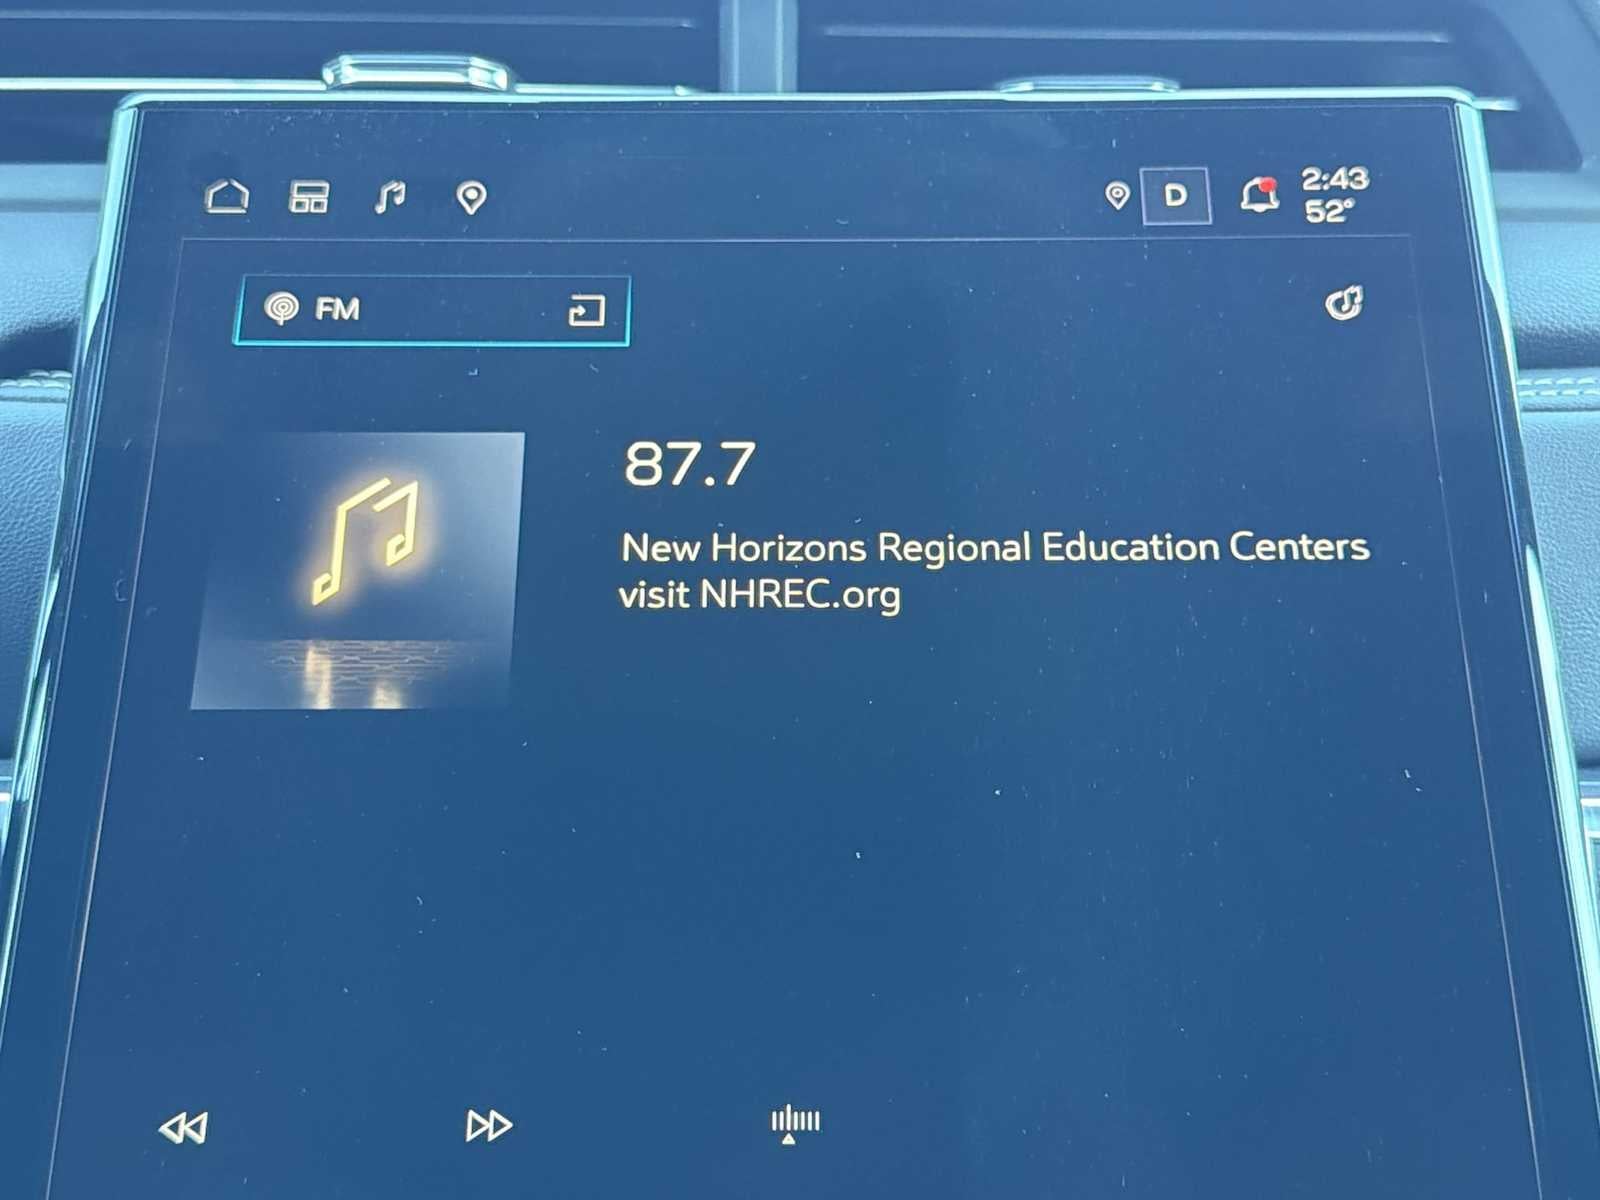 D
2:43
52°
FM
87.7
New Horizons Regional Education Centers
visit NHREC.org